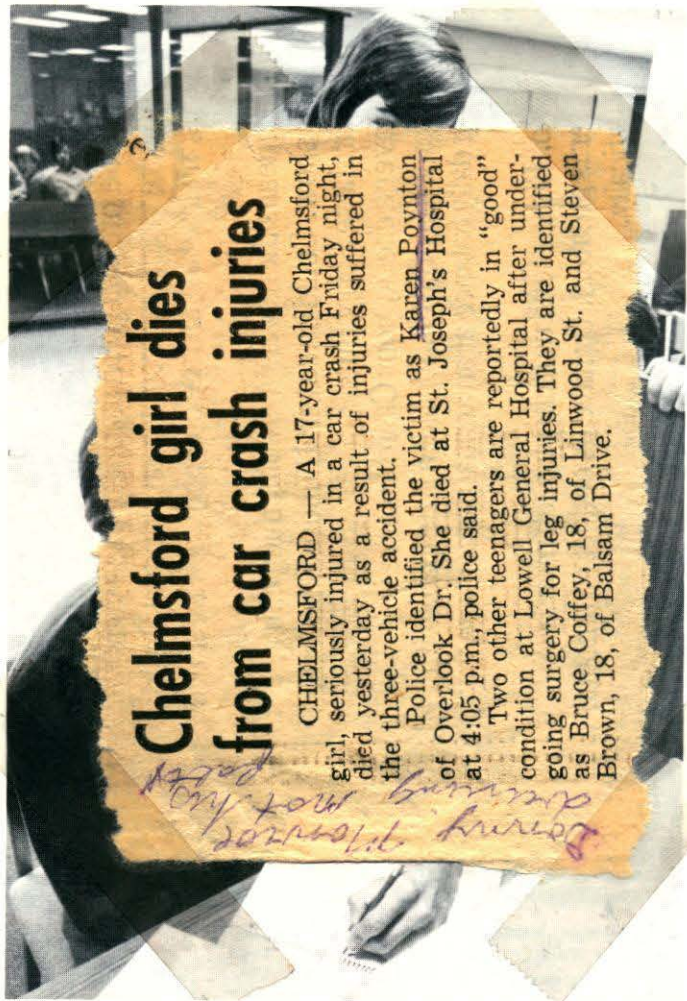 Chelmsford girl dies
from car crash injuries
CHELMSFORD — A 17-year-old Chelmsford
girl, seriously injured in a car crash Friday night,
died yesterday as a result of injuries suffered in
the three-vehicle accident.
Police identified the victim as Karen Poynton
of Overlook Dr. She died at St. Joseph's Hospital
at 4:05 p.m., police said.
Two other teenagers are reportedly in "good"
condition at Lowell General Hospital after under-
going surgery for leg injuries. They are identified
as Bruce Coffey, 18, of Linwood St. and Steven
Brown, 18, of Balsam Drive.
Monroe
driving not his